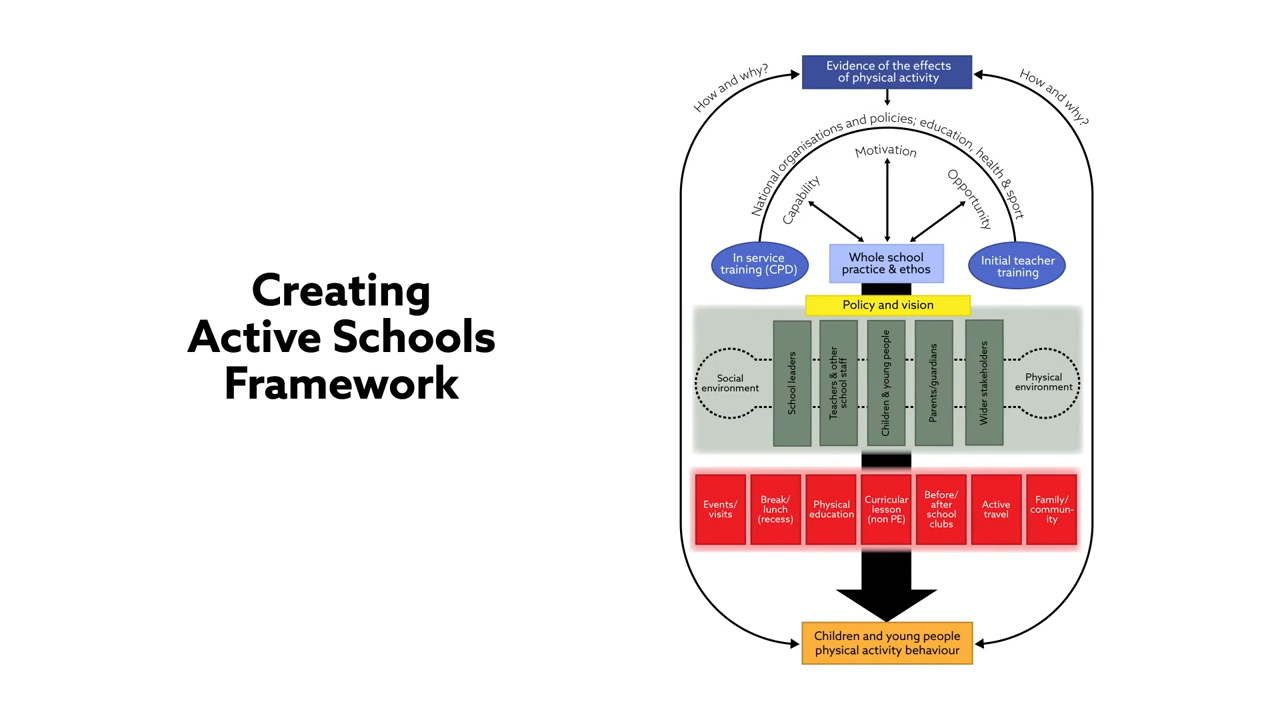 Creating
Active Schools
Framework
How and why?
Evidence of the effects
of physical activity
How and why?
National organisations and policies; education, health & sport
Motivation
Capability
Opportunity
In service
training (CPD)
Whole school
practice & ethos
Initial teacher
training
Policy and vision
Social
environment
School leaders
Teachers & other
school staff
Children & young people
Parents/guardians
Wider stakeholders
Physical
environment
Events/
visits
Break/
lunch
(recess)
Physical
education
Curricular
lesson
(non PE)
Before/
after
school
clubs
Active
travel
Family/
commun-
ity
Children and young people
physical activity behaviour